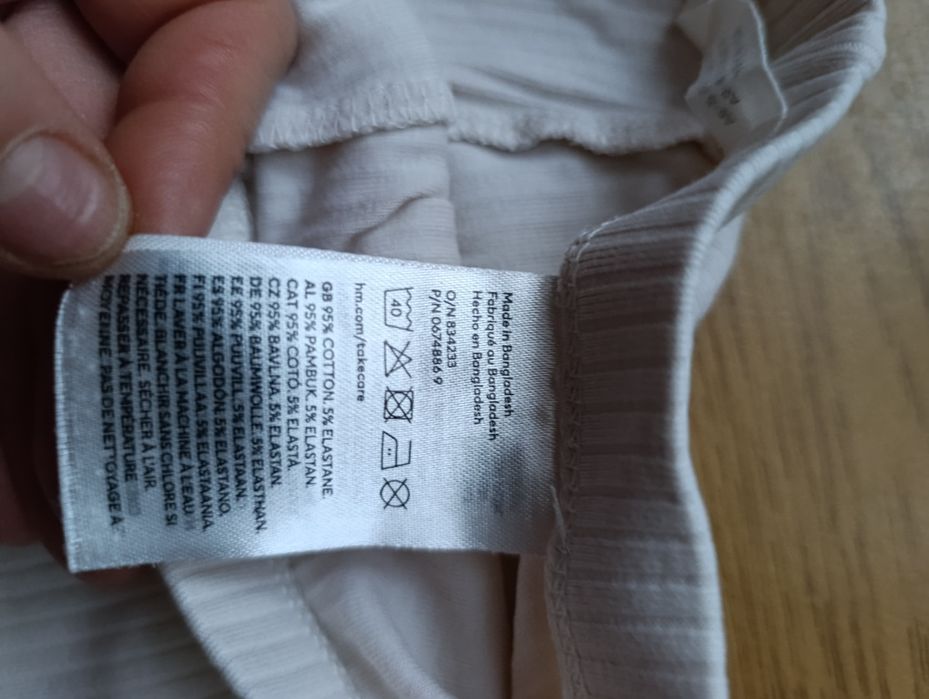 Made in Bangladesh
Fabriqué au Bangladesh
Hecho en Bangladesh
O/N 834233
P/N 0674886 9
40
hm.com/takecare
GB 95% COTTON. 5% ELASTANE.
AL 95% PAMBUK. 5% ELASTAN.
CAT 95% COTÓ. 5% ELASTÀ.
CZ 95% BAVLNA. 5% ELASTAN.
DE 95% BAUMWOLLE. 5% ELASTHAN.
EE 95% PUUVILL. 5% ELASTAAN.
ES 95% ALGODÓN. 5% ELASTANO.
FI 95% PUUVILLAA. 5% ELASTAANIA.
FR LAVER À LA MACHINE À L'EAU
TIÈDE. BLANCHIR SANS CHLORE SI
NÉCESSAIRE. SÉCHER À L'AIR.
REPASSER À TEMPÉRATURE
MOYENNE. PAS DE NETTOYAGE À